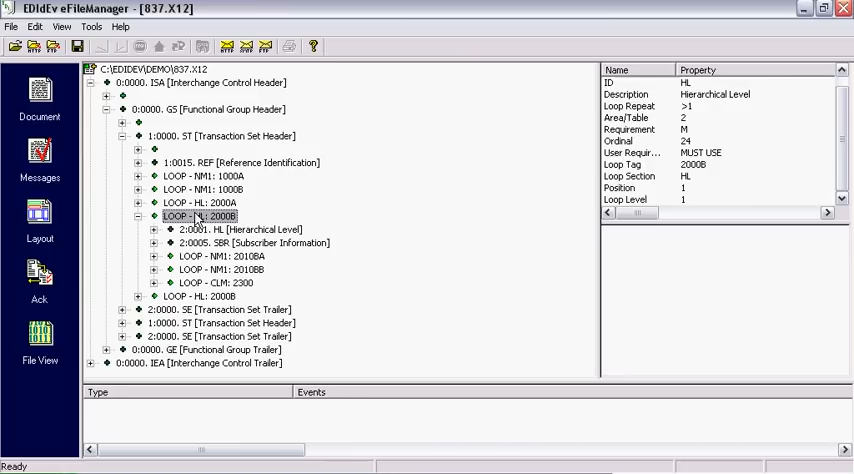 EDIdEv eFileManager - [837.X12]
File Edit View Tools Help
Document
Messages
Layout
Ack
File View
C:\EDIDEV\DEMO\837.X12
0:0000. ISA [Interchange Control Header]
0:0000. GS [Functional Group Header]
1:0000. ST [Transaction Set Header]
1:0015. REF [Reference Identification]
LOOP - NM1: 1000A
LOOP - NM1: 1000B
LOOP - HL: 2000A
LOOP - HL: 2000B
2:0001. HL [Hierarchical Level]
2:0005. SBR [Subscriber Information]
LOOP - NM1: 2010BA
LOOP - NM1: 2010BB
LOOP - CLM: 2300
LOOP - HL: 2000B
2:0000. SE [Transaction Set Trailer]
1:0000. ST [Transaction Set Header]
2:0000. SE [Transaction Set Trailer]
0:0000. GE [Functional Group Trailer]
0:0000. IEA [Interchange Control Trailer]
Name Property
ID HL
Description Hierarchical Level
Loop Repeat >1
Area/Table 2
Requirement M
Ordinal 24
User Requir... MUST USE
Loop Tag 2000B
Loop Section HL
Position 1
Loop Level 1
Type Events
Ready